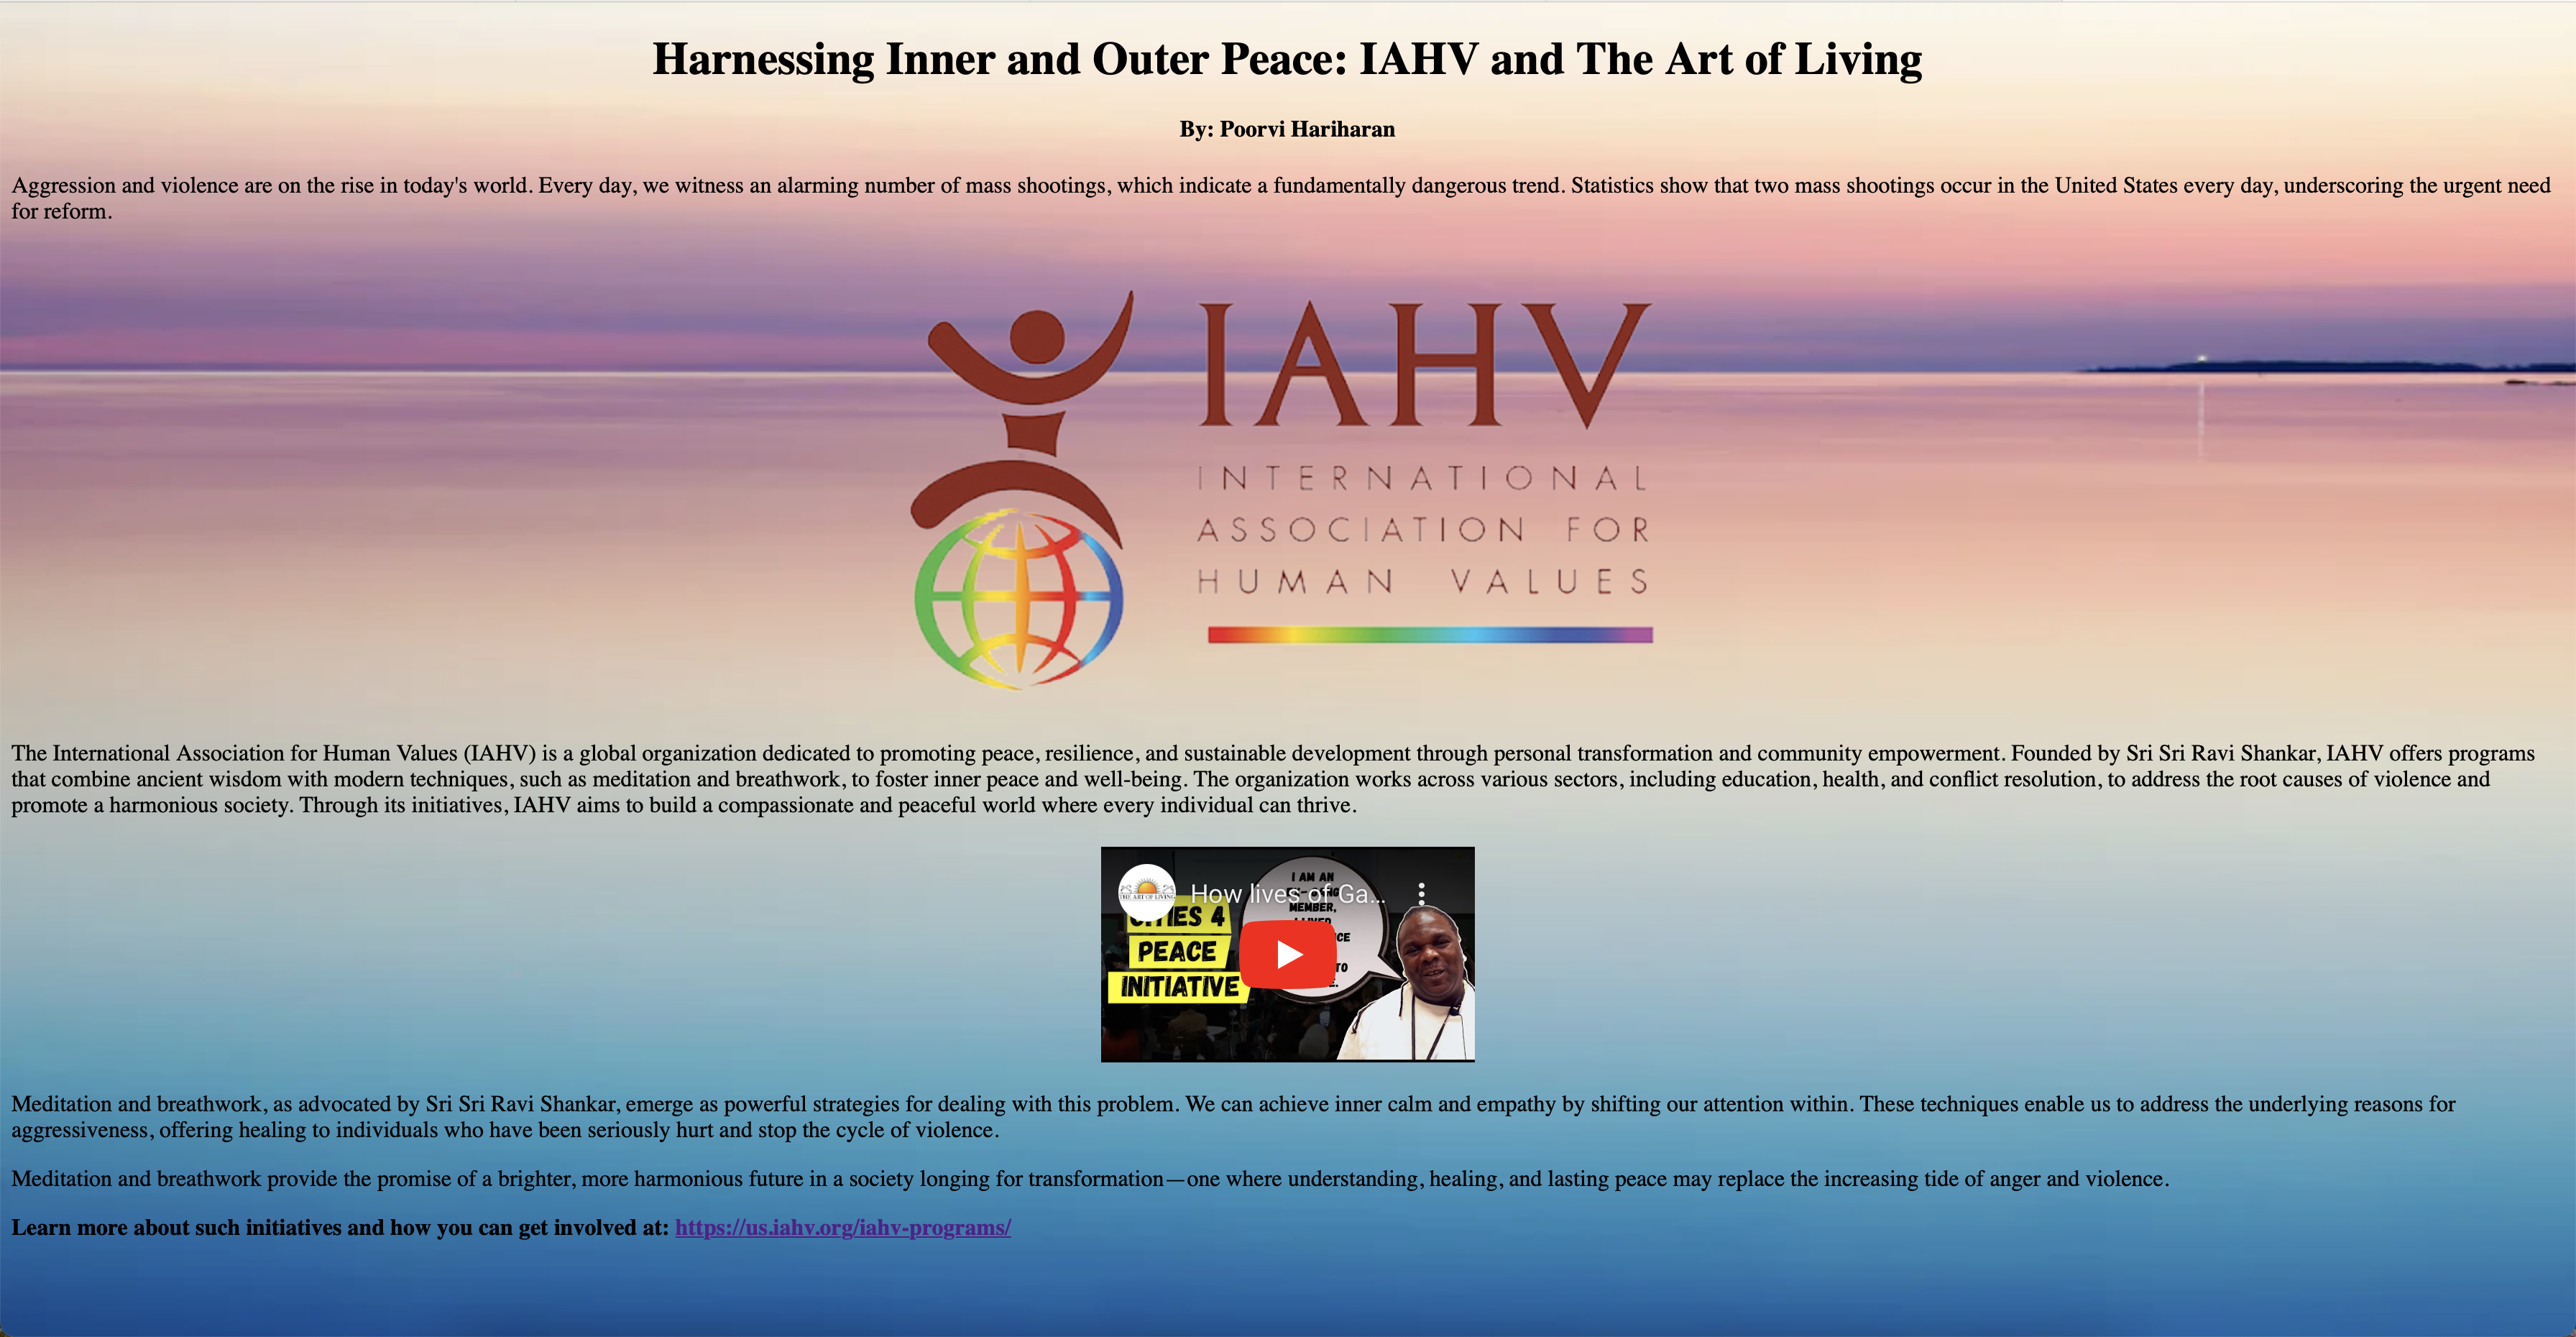 Harnessing Inner and Outer Peace: IAHV and The Art of Living
By: Poorvi Hariharan
Aggression and violence are on the rise in today's world. Every day, we witness an alarming number of mass shootings, which indicate a fundamentally dangerous trend. Statistics show that two mass shootings occur in the United States every day, underscoring the urgent need
for reform.
IAHV
INTERNATIONAL
ASSOCIATION FOR
HUMAN VALUES
The International Association for Human Values (IAHV) is a global organization dedicated to promoting peace, resilience, and sustainable development through personal transformation and community empowerment. Founded by Sri Sri Ravi Shankar, IAHV offers programs
that combine ancient wisdom with modern techniques, such as meditation and breathwork, to foster inner peace and well-being. The organization works across various sectors, including education, health, and conflict resolution, to address the root causes of violence and
promote a harmonious society. Through its initiatives, IAHV aims to build a compassionate and peaceful world where every individual can thrive.
THE ART OF LIVING
How lives of Ga...
CITIES 4
PEACE
INITIATIVE
I AM AN
MEMBER,
Meditation and breathwork, as advocated by Sri Sri Ravi Shankar, emerge as powerful strategies for dealing with this problem. We can achieve inner calm and empathy by shifting our attention within. These techniques enable us to address the underlying reasons for
aggressiveness, offering healing to individuals who have been seriously hurt and stop the cycle of violence.
Meditation and breathwork provide the promise of a brighter, more harmonious future in a society longing for transformation—one where understanding, healing, and lasting peace may replace the increasing tide of anger and violence.
Learn more about such initiatives and how you can get involved at: https://us.iahv.org/iahv-programs/